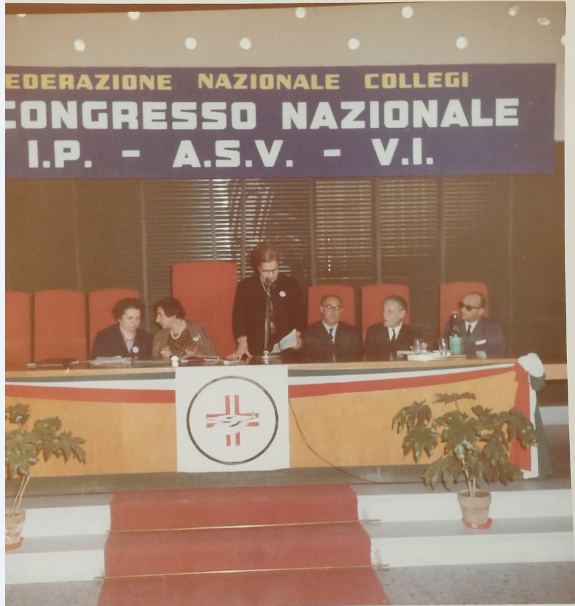 EDERAZIONE NAZIONALE COLLEGI
CONGRESSO NAZIONALE
I.P. - A.S.V. - V.I.